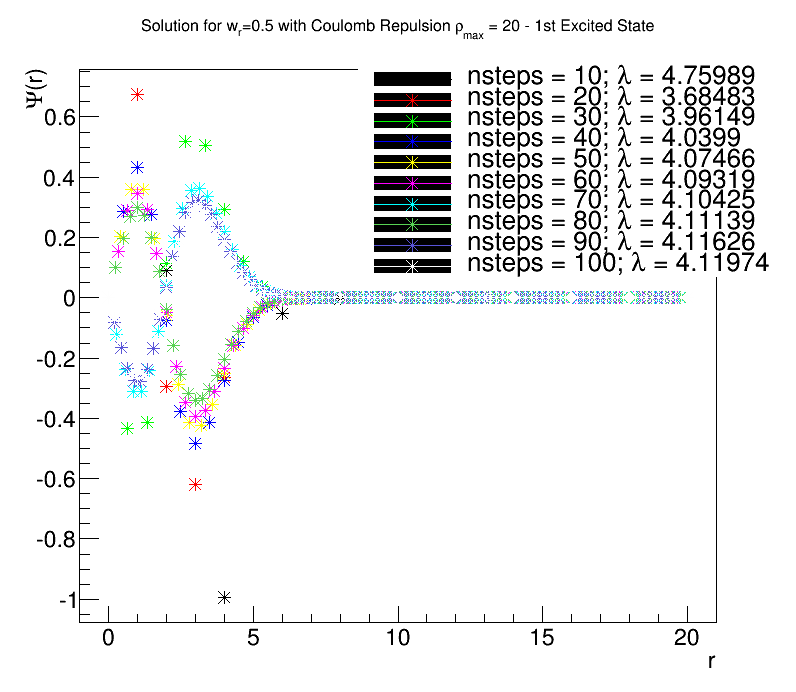 Solution for wr=0.5 with Coulomb Repulsion ρmax = 20 - 1st Excited State
Ψ(r)
nsteps = 10; λ = 4.75989
nsteps = 20; λ = 3.68483
nsteps = 30; λ = 3.96149
nsteps = 40; λ = 4.0399
nsteps = 50; λ = 4.07466
nsteps = 60; λ = 4.09319
nsteps = 70; λ = 4.10425
nsteps = 80; λ = 4.11139
nsteps = 90; λ = 4.11626
nsteps = 100; λ = 4.11974
0.6
0.4
0.2
0
-0.2
-0.4
-0.6
-0.8
-1
0 5 10 15 20
r